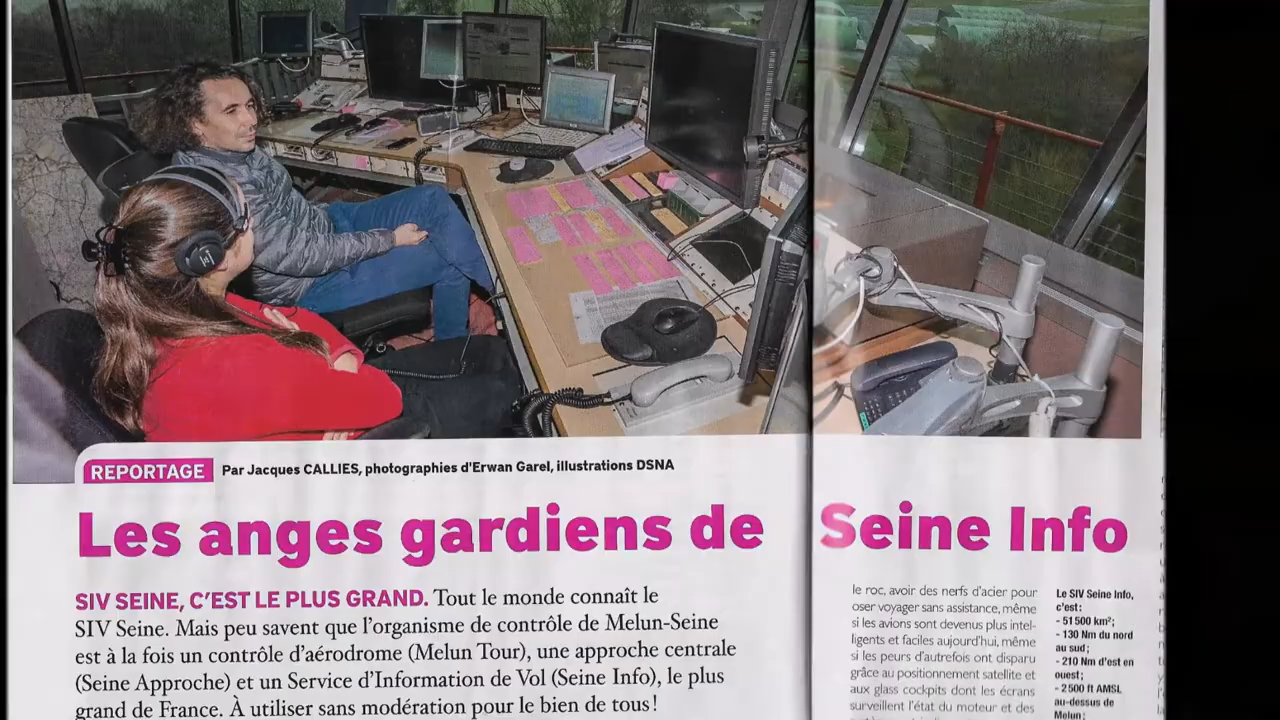 REPORTAGE Par Jacques CALLIES, photographies d'Erwan Garel, illustrations DSNA
Les anges gardiens de Seine Info
SIV SEINE, C'EST LE PLUS GRAND. Tout le monde connaît le
SIV Seine. Mais peu savent que l'organisme de contrôle de Melun-Seine
est à la fois un contrôle d'aérodrome (Melun Tour), une approche centrale
(Seine Approche) et un Service d'Information de Vol (Seine Info), le plus
grand de France. À utiliser sans modération pour le bien de tous !
le roc, avoir des nerfs d'acier pour
oser voyager sans assistance, même
si les avions sont devenus plus intel-
ligents et faciles aujourd'hui, même
si les peurs d'autrefois ont disparu
grâce au positionnement satellite et
aux glass cockpits dont les écrans
surveillent l'état du moteur et des
Le SIV Seine Info,
c'est :
- 51 500 km² ;
- 130 Nm du nord
au sud ;
- 210 Nm d'est en
ouest ;
- 2 500 ft AMSL
au-dessus de
Melun ;